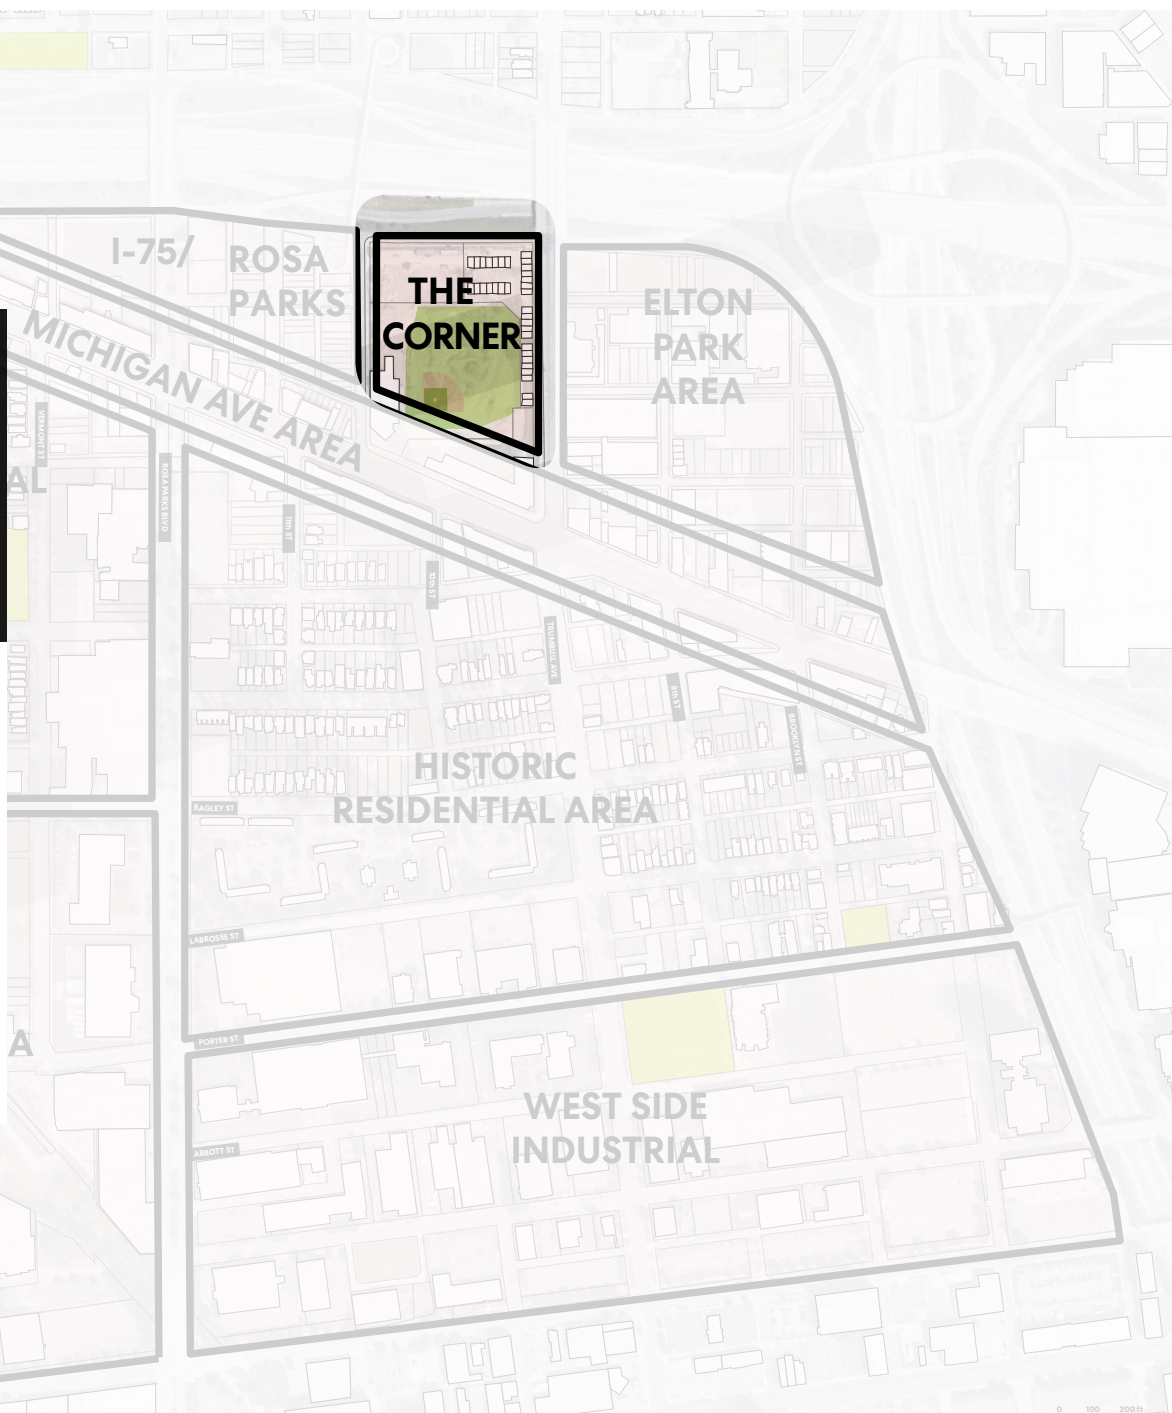 I-75/
ROSA
PARKS
THE
CORNER
ELTON
PARK
AREA
MICHIGAN AVE AREA
VERMONT ST
AL
ROSA PARKS BLVD
11th ST
10th ST
TRUMBULL AVE
8th ST
BROOKLYN ST
HISTORIC
RESIDENTIAL AREA
BAGLEY ST
LABROSSE ST
PORTER ST
A
WEST SIDE
INDUSTRIAL
ABBOTT ST
0 100 200 ft